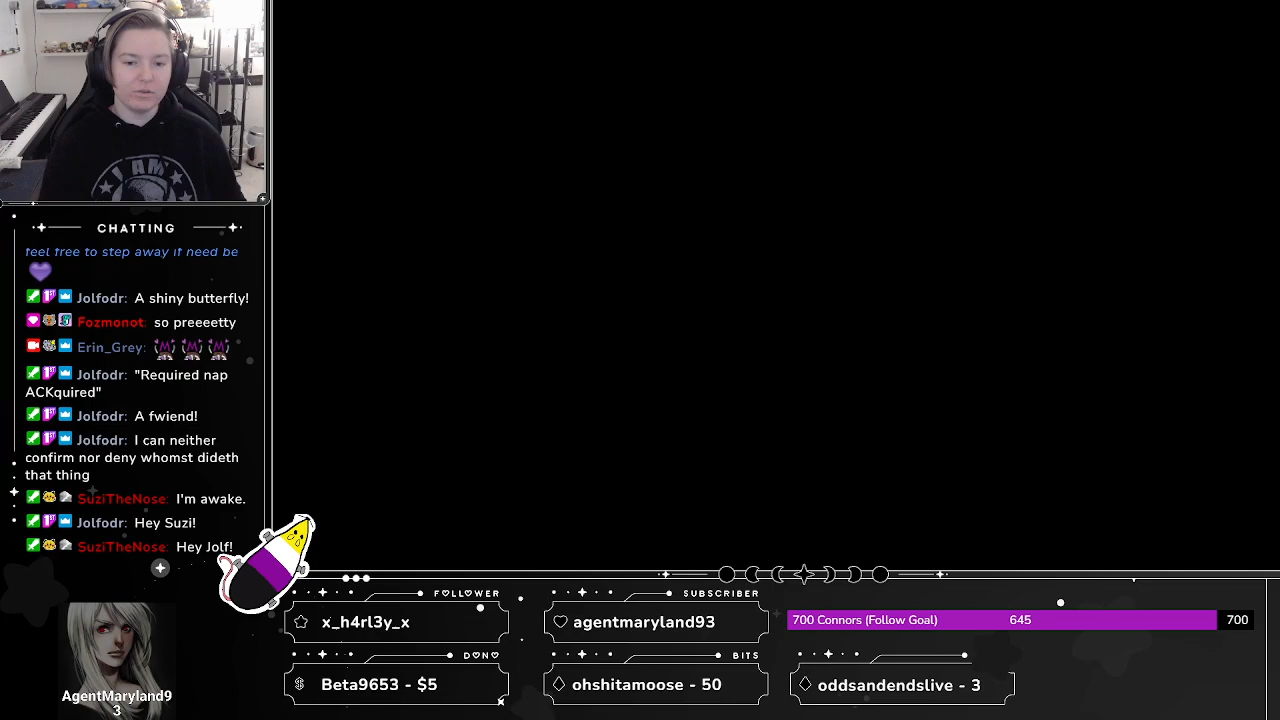 I AM
CHATTING
feel free to step away if need be
Jolfodr: A shiny butterfly!
Fozmonot: so preeeetty
Erin_Grey:
Jolfodr: "Required nap
ACKquired"
Jolfodr: A fwiend!
Jolfodr: I can neither
confirm nor deny whomst dideth
that thing
SuziTheNose: I'm awake.
Jolfodr: Hey Suzi!
SuziTheNose: Hey Jolf!
AgentMaryland9
3
FOLLOWER
x_h4rl3y_x
SUBSCRIBER
agentmaryland93
700 Connors (Follow Goal) 645 700
DONO
Beta9653 - $5
BITS
ohshitamoose - 50
oddsandendslive - 3